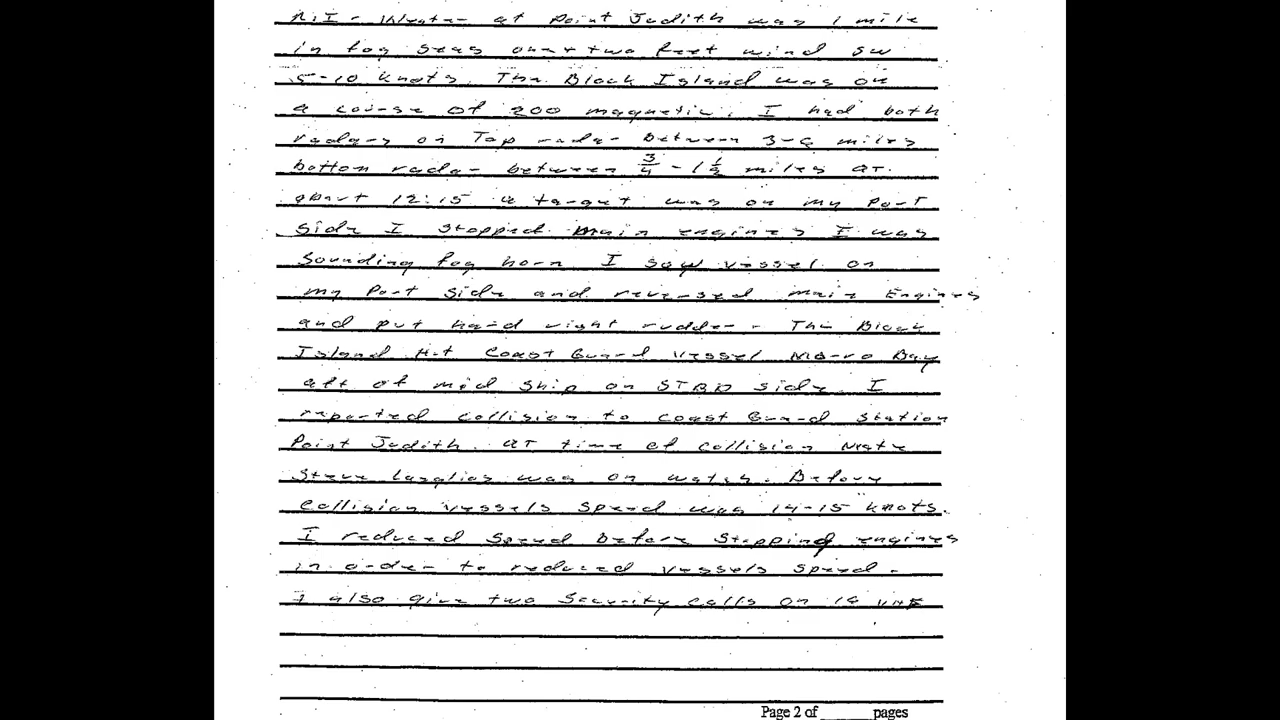 R.I. Weather at Point Judith was 1 mile
in fog seas one + two feet wind SW
5-10 knots. The Block Island was on
a course of 200 magnetic. I had both
radars on Top radar between 3-6 miles
bottom radar between 3/4 - 1 1/2 miles at
about 12:15 a target was on my Port
Side I stopped main engines I was
Sounding fog horn I saw vessel on
my Port Side and reversed main Engines
and put hard right rudder. The Block
Island Hit Coast Guard Vessel Morro Bay
aft of mid ship on STBD side. I
reported collision to Coast Guard Station
Point Judith. at time of collision Mate
Steve was on watch. Before
Collision vessels Speed was 14-15 knots.
I reduced Speed before Stopping engines
in order to reduced vessels speed.
I also give two Security calls on VHF
Page 2 of ______ pages